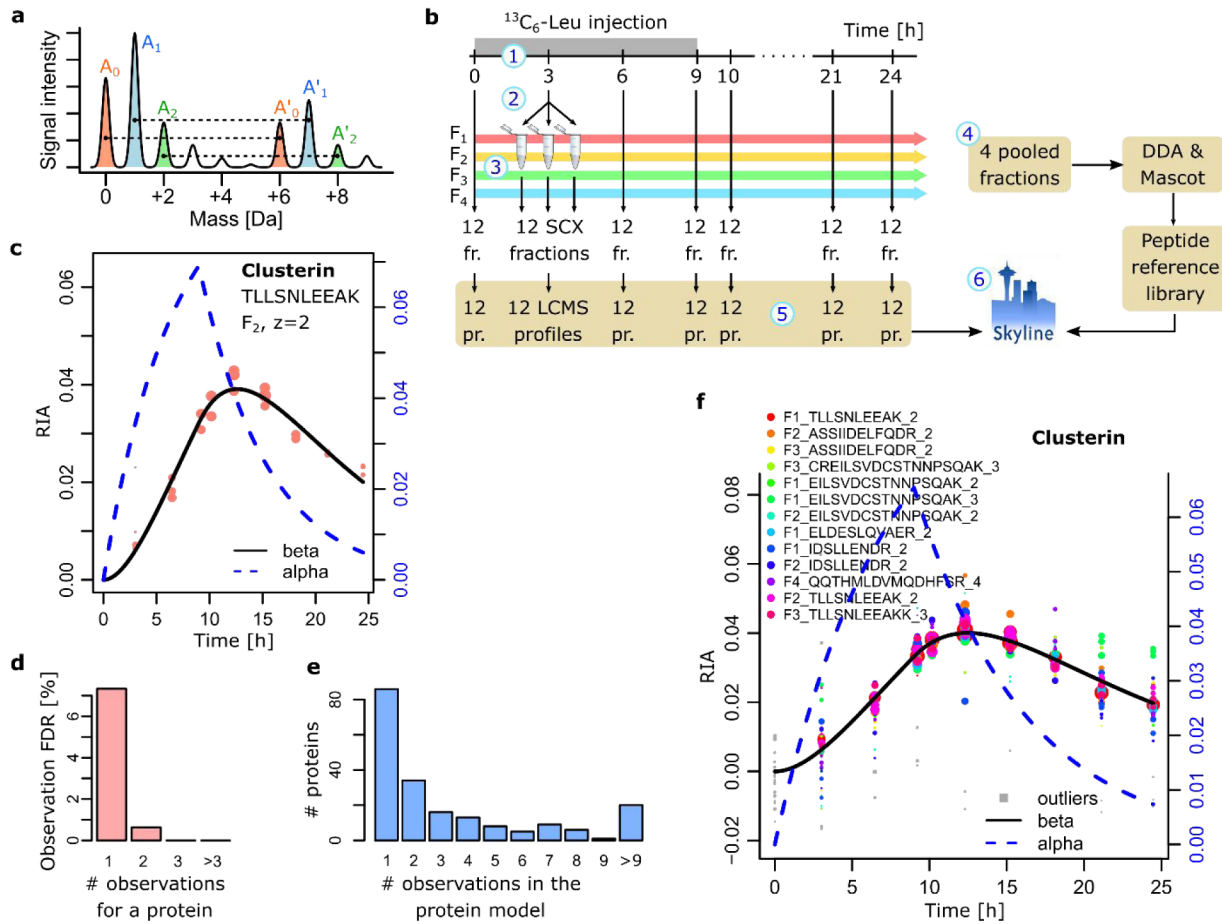 a
Signal intensity
A0
A1
A2
A'0
A'1
A'2
0
+2
+4
+6
+8
Mass [Da]
b
13C6-Leu injection
Time [h]
1
0
3
6
9
10
21
24
2
F1
F2
3
F3
F4
12 12 SCX 12 12 12 12 12
fr. fractions fr. fr. fr. fr. fr.
12 12 LCMS 12 12 12 12 12
pr. profiles pr. pr. 5 pr. pr. pr.
4
4 pooled
fractions
DDA &
Mascot
Peptide
reference
library
6
Skyline
c
Clusterin
TLLSNLEEAK
F2, z=2
RIA
0.06
0.04
0.02
0.00
0.06
0.04
0.02
0.00
beta
alpha
0 5 10 15 20 25
Time [h]
d
Observation FDR [%]
6
4
2
0
1 2 3 >3
# observations
for a protein
e
# proteins
80
40
0
1 2 3 4 5 6 7 8 9 >9
# observations in the
protein model
f
Clusterin
F1_TLLSNLEEAK_2
F2_ASSIIDELFQDR_2
F3_ASSIIDELFQDR_2
F3_CREILSVDCSTNNPSQAK_3
F1_EILSVDCSTNNPSQAK_2
F1_EILSVDCSTNNPSQAK_3
F2_EILSVDCSTNNPSQAK_2
F1_ELDESLQVAER_2
F1_IDSLLENDR_2
F2_IDSLLENDR_2
F4_QQTHMLDVMQDHFSR_4
F2_TLLSNLEEAK_2
F3_TLLSNLEEAKK_3
RIA
0.08
0.06
0.04
0.02
0.00
−0.02
0.06
0.05
0.04
0.03
0.02
0.01
0.00
outliers
beta
alpha
0 5 10 15 20 25
Time [h]